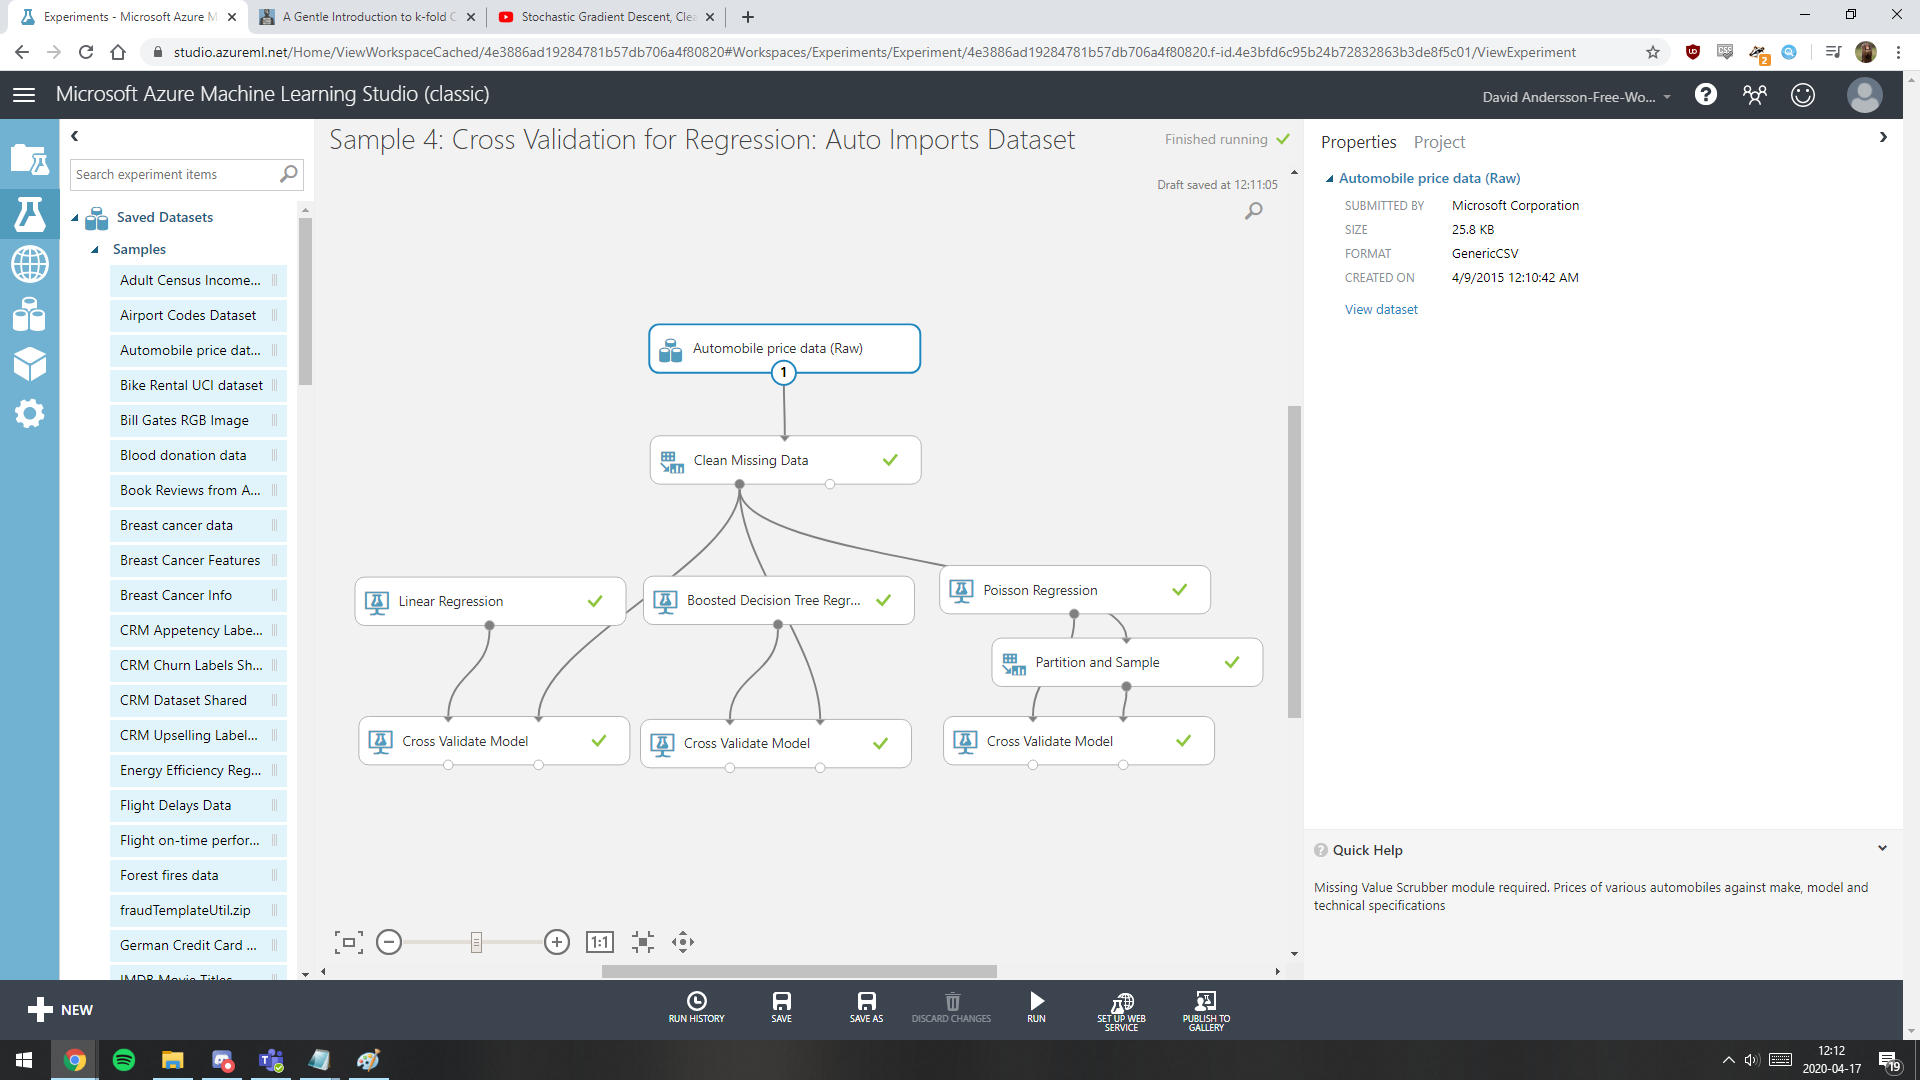 Experiments - Microsoft Azure M
A Gentle Introduction to k-fold C
Stochastic Gradient Descent, Clea
studio.azureml.net/Home/ViewWorkspaceCached/4e3886ad19284781b57db706a4f80820#Workspaces/Experiments/Experiment/4e3886ad19284781b57db706a4f80820.f-id.4e3bfd6c95b24b72832863b3de8f5c01/ViewExperiment
2
Microsoft Azure Machine Learning Studio (classic)
David Andersson-Free-Wo...
Search experiment items
Saved Datasets
Samples
Adult Census Income...
Airport Codes Dataset
Automobile price dat...
Bike Rental UCI dataset
Bill Gates RGB Image
Blood donation data
Book Reviews from A...
Breast cancer data
Breast Cancer Features
Breast Cancer Info
CRM Appetency Labe...
CRM Churn Labels Sh...
CRM Dataset Shared
CRM Upselling Label...
Energy Efficiency Reg...
Flight Delays Data
Flight on-time perfor...
Forest fires data
fraudTemplateUtil.zip
German Credit Card ...
IMDB Movie Titles
Sample 4: Cross Validation for Regression: Auto Imports Dataset
Finished running
Draft saved at 12:11:05
Automobile price data (Raw)
1
Clean Missing Data
Linear Regression
Boosted Decision Tree Regr...
Poisson Regression
Partition and Sample
Cross Validate Model
Cross Validate Model
Cross Validate Model
1:1
Properties Project
Automobile price data (Raw)
SUBMITTED BY Microsoft Corporation
SIZE 25.8 KB
FORMAT GenericCSV
CREATED ON 4/9/2015 12:10:42 AM
View dataset
Quick Help
Missing Value Scrubber module required. Prices of various automobiles against make, model and
technical specifications
NEW
RUN HISTORY
SAVE
SAVE AS
DISCARD CHANGES
RUN
SET UP WEB
SERVICE
PUBLISH TO
GALLERY
12:12
2020-04-17
19